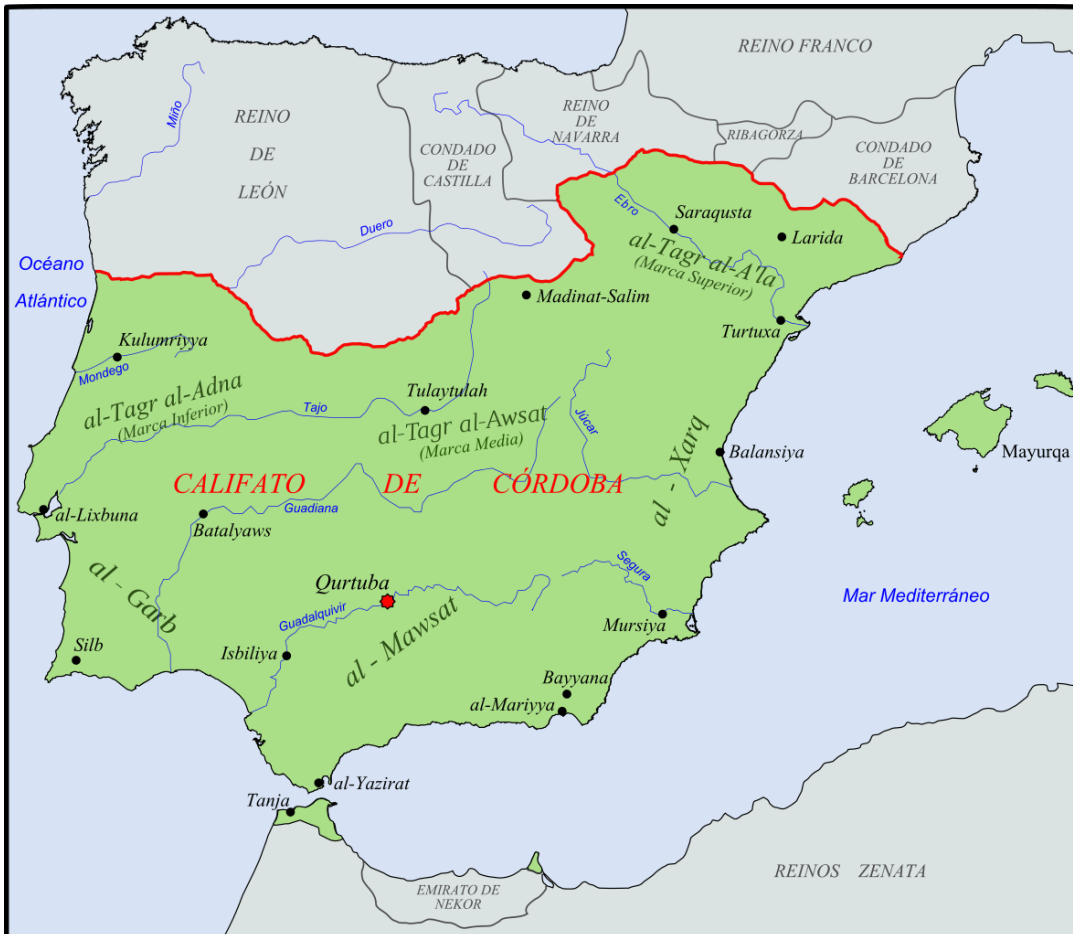 REINO FRANCO
REINO
DE
LEÓN
Miño
CONDADO
DE
CASTILLA
REINO
DE
NAVARRA
RIBAGORZA
CONDADO
DE
BARCELONA
Duero
Ebro
Saraqusta
Larida
al-Tagr al-A'la
(Marca Superior)
Océano
Atlántico
Madinat-Salim
Turtuxa
Kulumriyya
Mondego
al-Tagr al-Adna
(Marca Inferior)
Tajo
Tulaytulah
al-Tagr al-Awsat
(Marca Media)
Júcar
al - Xarq
Balansiya
Mayurqa
CALIFATO DE CÓRDOBA
al-Lixbuna
Batalyaws
Guadiana
al - Garb
Qurtuba
Guadalquivir
al - Mawsat
Segura
Mursiya
Mar Mediterráneo
Silb
Isbiliya
Bayyana
al-Mariyya
al-Yazirat
Tanja
EMIRATO DE
NEKOR
REINOS ZENATA